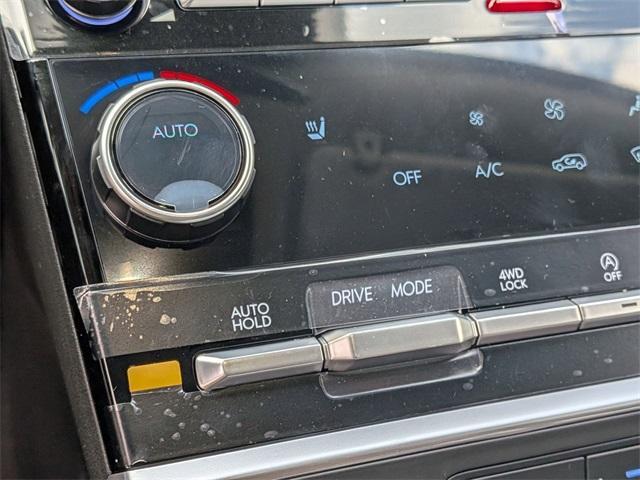 AUTO
OFF
A/C
AUTO
HOLD
DRIVE MODE
4WD
LOCK
A
OFF